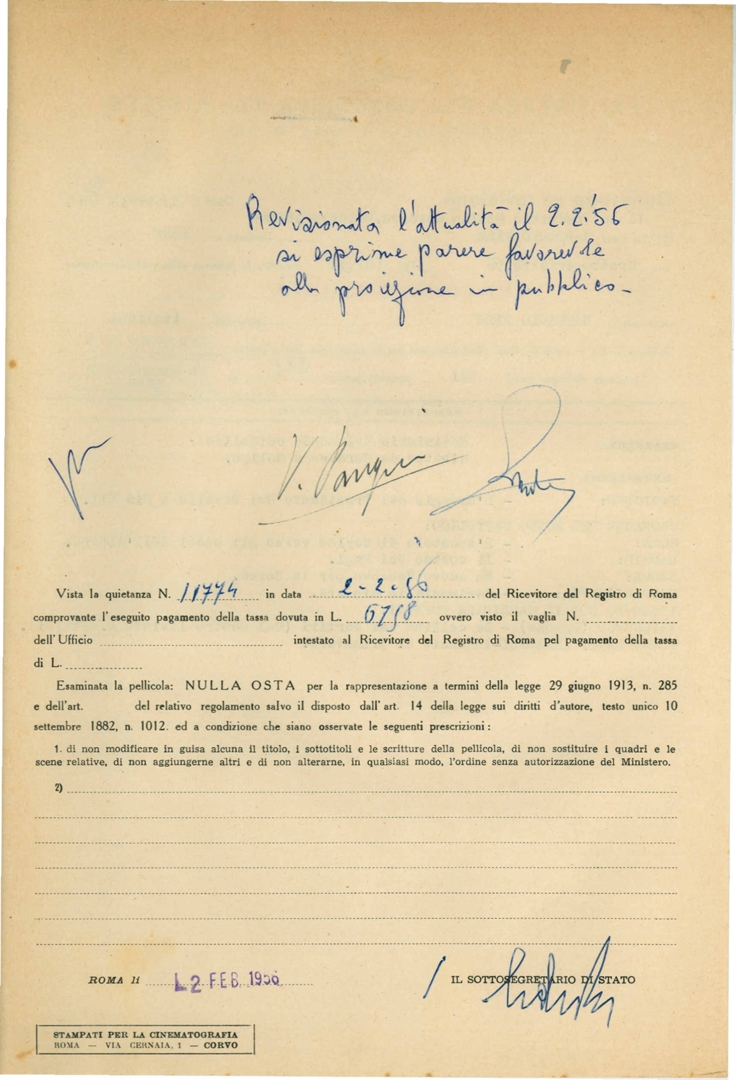 Revisionata l'attualità il 2.2.'56
si esprime parere favorevole
alla proiezione in pubblico -
Vista la quietanza N. 11774 in data 2-2-56 del Ricevitore del Registro di Roma
comprovante l'eseguito pagamento della tassa dovuta in L. ovvero visto il vaglia N.
dell'Ufficio intestato al Ricevitore del Registro di Roma pel pagamento della tassa
di L.
Esaminata la pellicola: NULLA OSTA per la rappresentazione a termini della legge 29 giugno 1913, n. 285
e dell'art. del relativo regolamento salvo il disposto dall'art. 14 della legge sui diritti d'autore, testo unico 10
settembre 1882, n. 1012. ed a condizione che siano osservate le seguenti prescrizioni:
1. di non modificare in guisa alcuna il titolo, i sottotitoli e le scritture della pellicola, di non sostituire i quadri e le
scene relative, di non aggiungerne altri e di non alterarne, in qualsiasi modo, l'ordine senza autorizzazione del Ministero.
2)
ROMA li 2 FEB. 1956 IL SOTTOSEGRETARIO DI STATO
STAMPATI PER LA CINEMATOGRAFIA
ROMA — VIA CERNAIA, 1 — CORVO